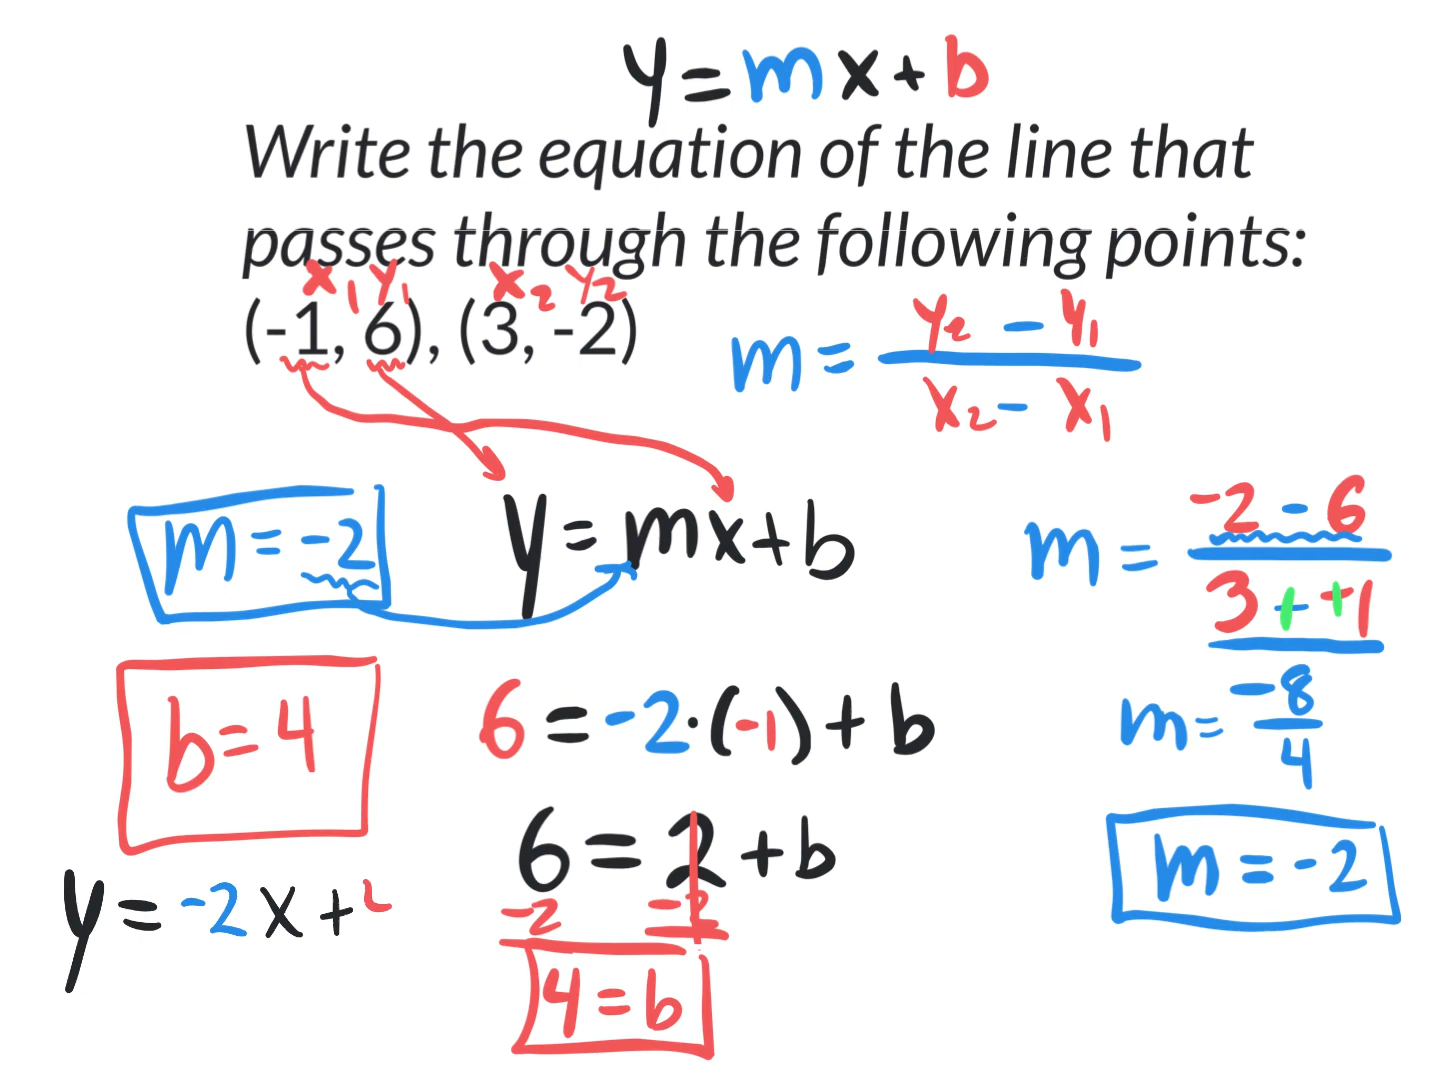 y = mx + b
Write the equation of the line that
passes through the following points:
x₁ y₁ x₂ y₂
(-1, 6), (3, -2)
m = (y₂ - y₁) / (x₂ - x₁)
m = -2
y = mx + b
m = (-2 - 6) / (3 + +1)
b = 4
6 = -2 · (-1) + b
m = -8 / 4
6 = 2 + b
-2 -2
m = -2
y = -2x +
4 = b